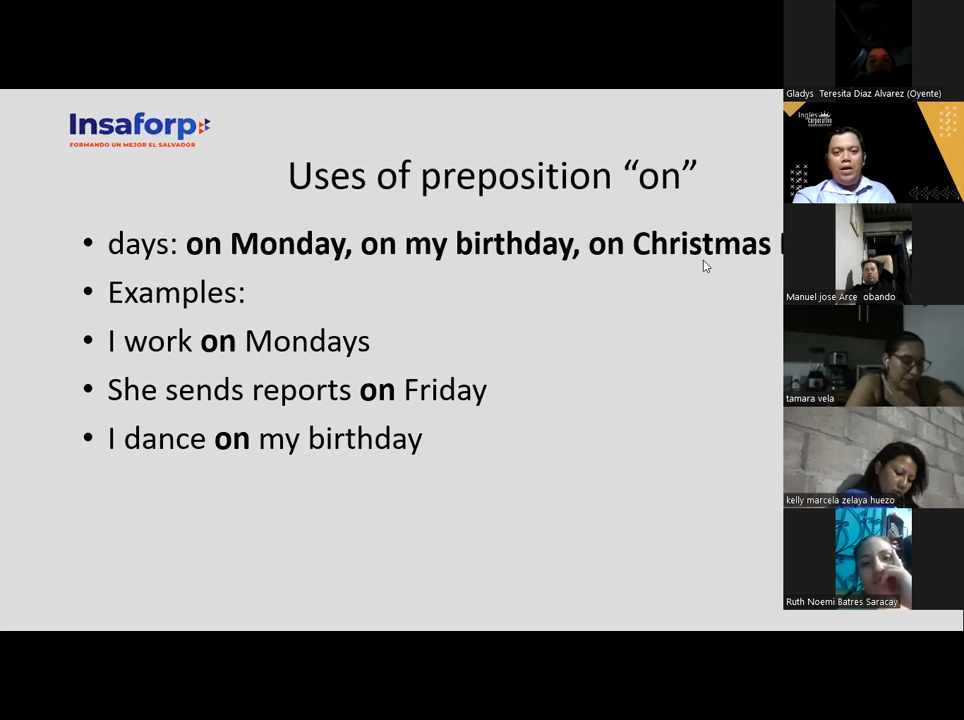 Insaforp
FORMANDO UN MEJOR EL SALVADOR
Uses of preposition “on”
• days: on Monday, on my birthday, on Christmas
• Examples:
• I work on Mondays
• She sends reports on Friday
• I dance on my birthday
Gladys Teresita Diaz Alvarez (Oyente)
Inglés
corporativo
Manuel jose Arce obando
tamara vela
kelly marcela zelaya huezo
Ruth Noemi Batres Saracay